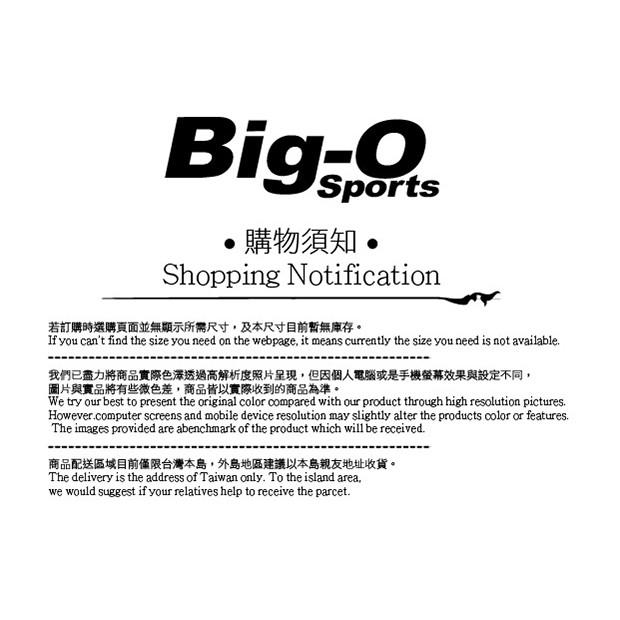 Big-O
Sports
• 購物須知 •
Shopping Notification
若訂購時選購頁面並無顯示所需尺寸，及本尺寸目前暫無庫存。
If you can't find the size you need on the webpage, it means currently the size you need is not available.
我們已盡力將商品實際色澤透過高解析度照片呈現，但因個人電腦或是手機螢幕效果與設定不同，
圖片與實品將有些微色差，商品皆以實際收到的商品為準。
We try our best to present the original color compared with our product through high resolution pictures.
However.computer screens and mobile device resolution may slightly alter the products color or features.
The images provided are abenchmark of the product which will be received.
商品配送區域目前僅限台灣本島，外島地區建議以本島親友地址收貨。
The delivery is the address of Taiwan only. To the island area,
we would suggest if your relatives help to receive the parcet.